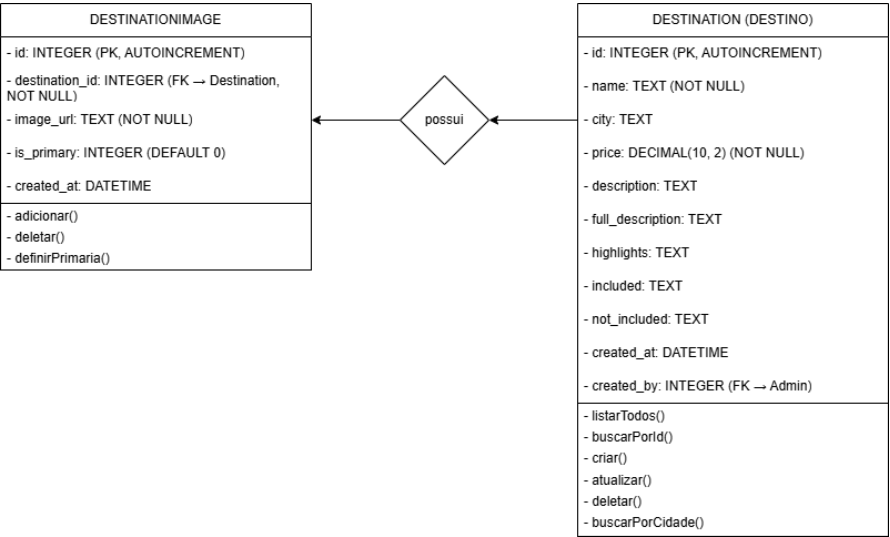 DESTINATIONIMAGE
- id: INTEGER (PK, AUTOINCREMENT)
- destination_id: INTEGER (FK → Destination,
NOT NULL)
- image_url: TEXT (NOT NULL)
- is_primary: INTEGER (DEFAULT 0)
- created_at: DATETIME
- adicionar()
- deletar()
- definirPrimaria()
possui
DESTINATION (DESTINO)
- id: INTEGER (PK, AUTOINCREMENT)
- name: TEXT (NOT NULL)
- city: TEXT
- price: DECIMAL(10, 2) (NOT NULL)
- description: TEXT
- full_description: TEXT
- highlights: TEXT
- included: TEXT
- not_included: TEXT
- created_at: DATETIME
- created_by: INTEGER (FK → Admin)
- listarTodos()
- buscarPorId()
- criar()
- atualizar()
- deletar()
- buscarPorCidade()